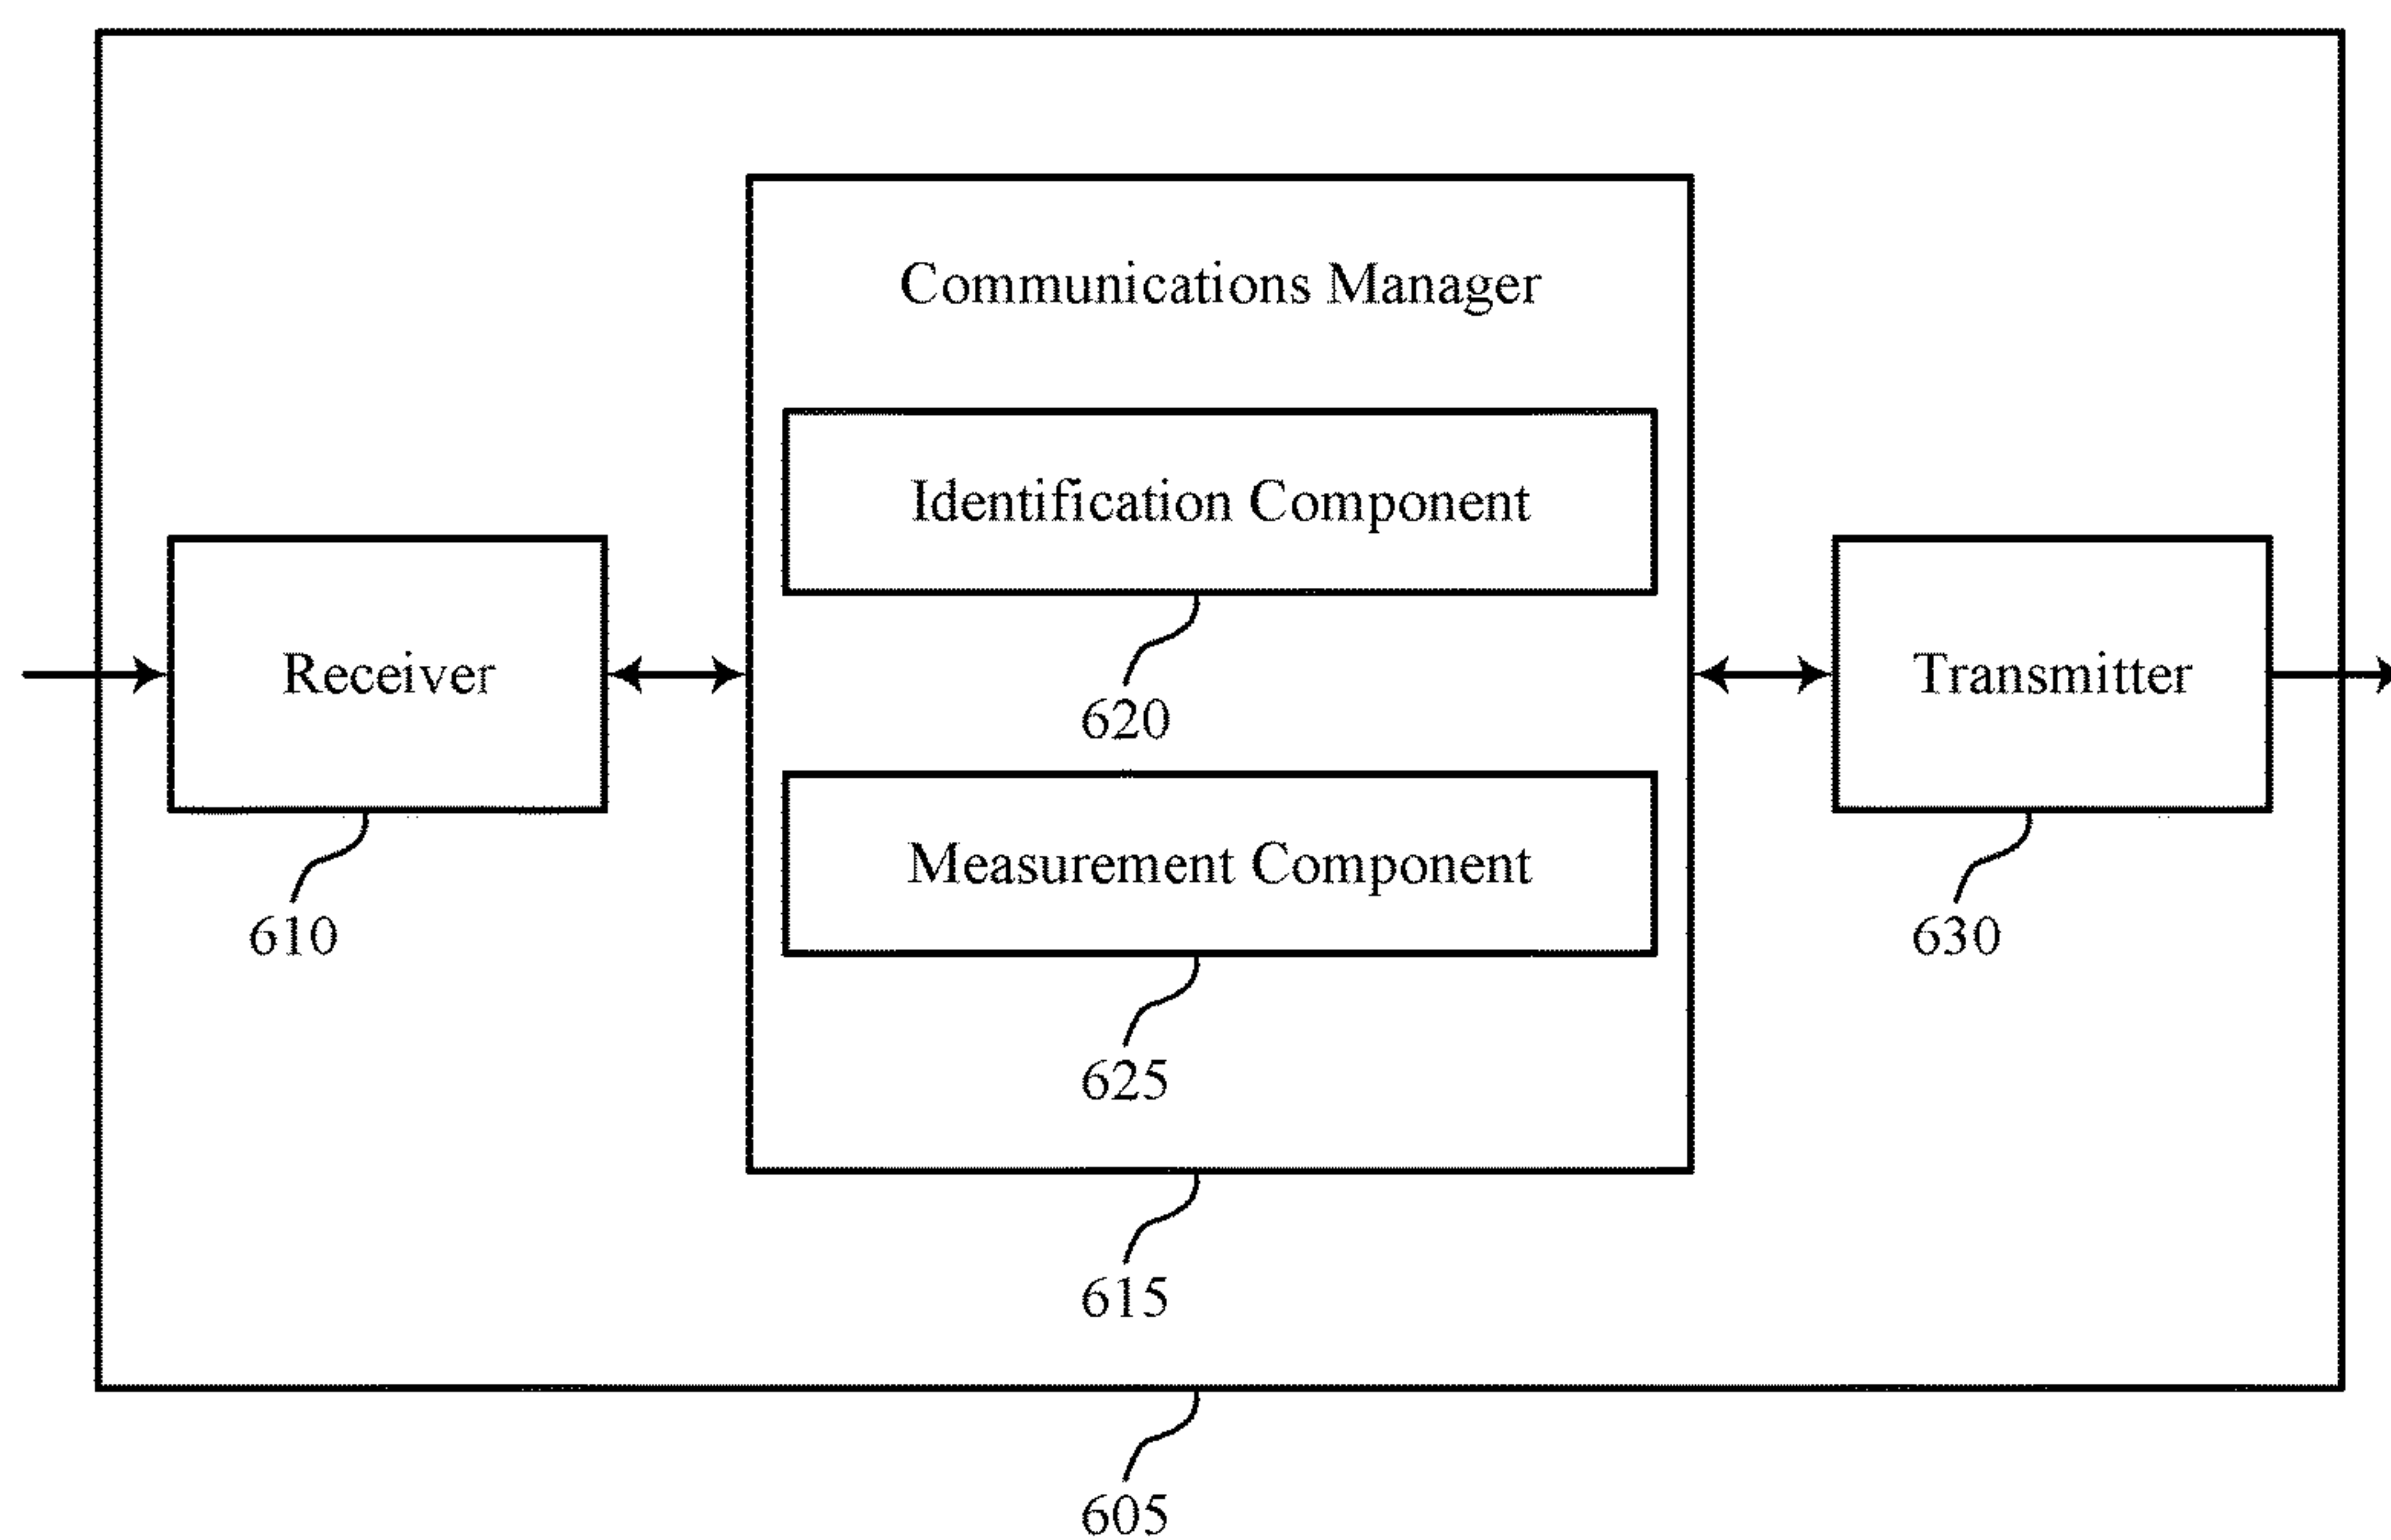 Communications Manager
Identification Component
620
Receiver
610
Transmitter
630
Measurement Component
625
615
605